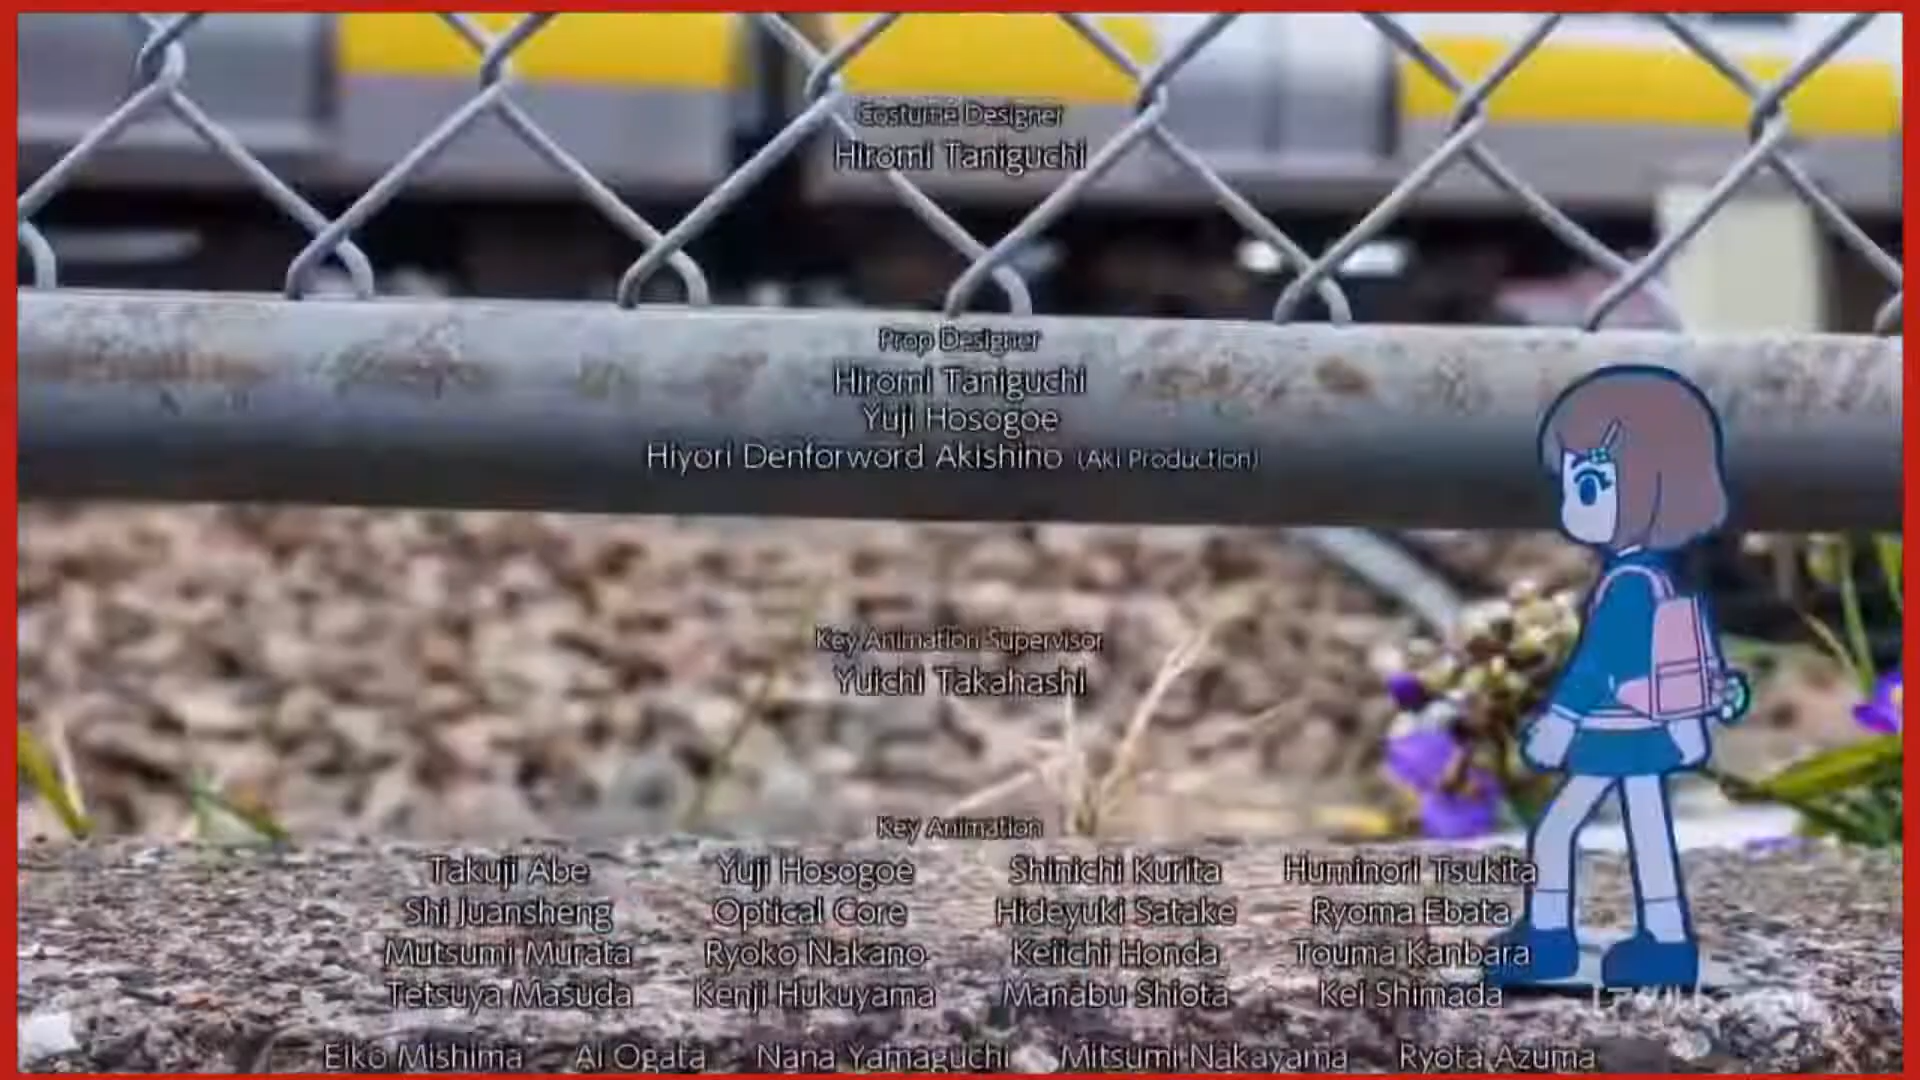 Costume Designer
Hiromi Taniguchi
Prop Designer
Hiromi Taniguchi
Yuji Hosogoe
Hiyori Denforword Akishino (Aki Production)
Key Animation Supervisor
Yuichi Takahashi
Key Animation
Takuji Abe Yuji Hosogoe Shinichi Kurita Huminori Tsukita
Shi Juansheng Optical Core Hideyuki Satake Ryoma Ebata
Mutsumi Murata Ryoko Nakano Keiichi Honda Touma Kanbara
Tetsuya Masuda Kenji Hukuyama Manabu Shiota Kei Shimada
Eiko Mishima Ai Ogata Nana Yamaguchi Mitsumi Nakayama Ryota Azuma